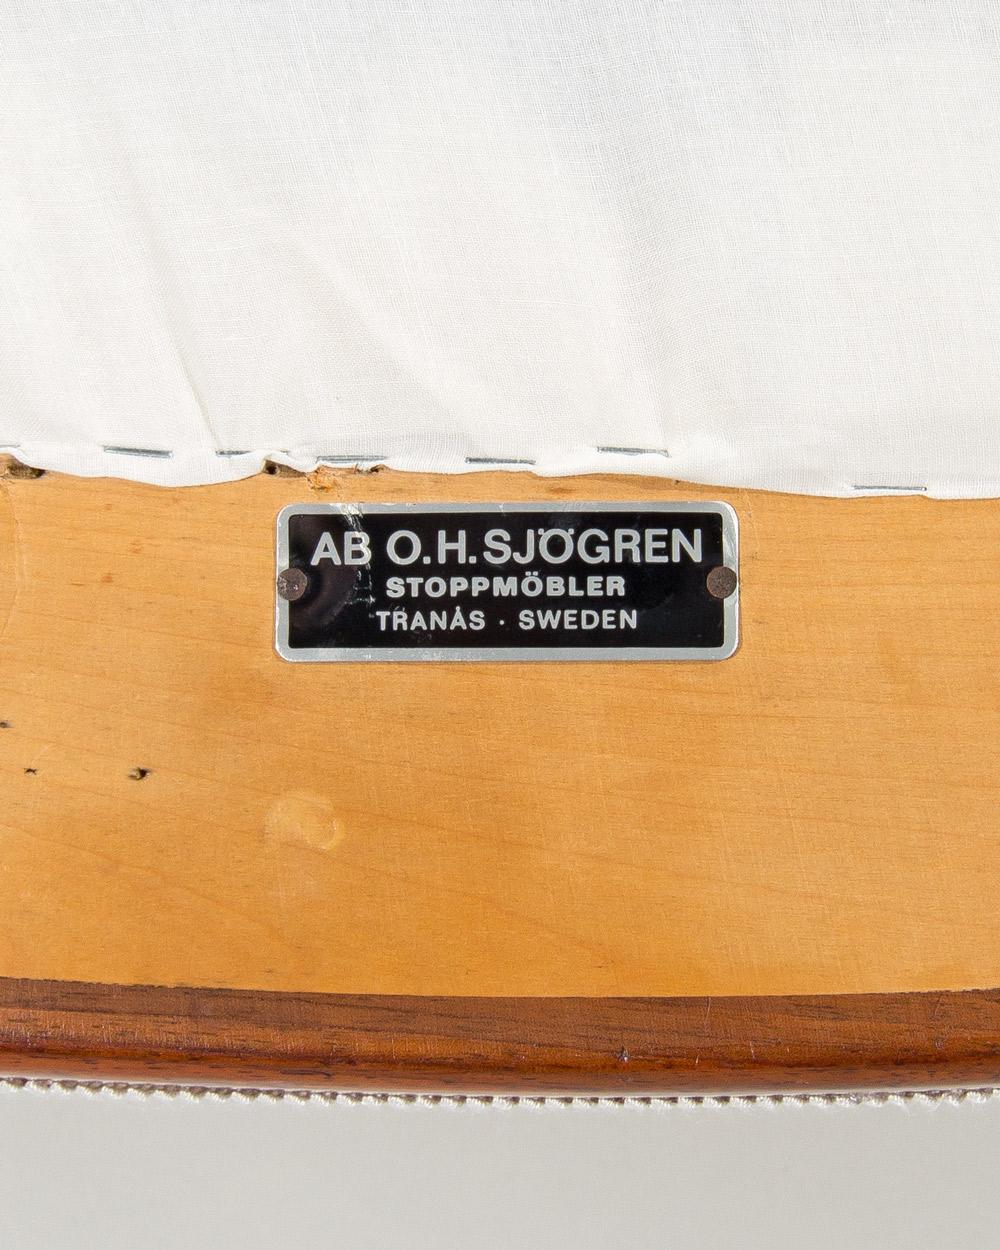 AB O.H. SJÖGREN
STOPPMÖBLER
TRANÅS · SWEDEN